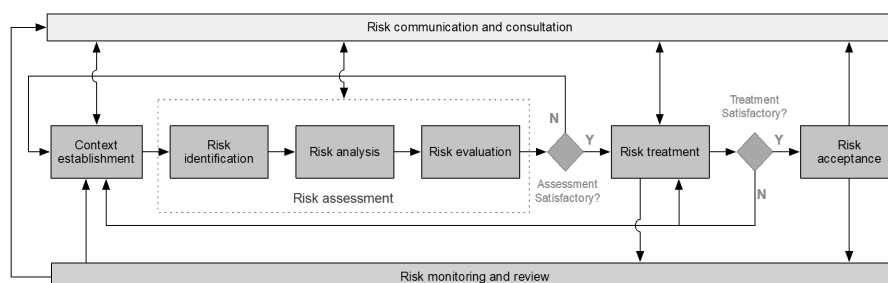 Risk communication and consultation
Treatment
Satisfactory?
N
Y
Y
Context
establishment
Risk
identification
Risk analysis
Risk evaluation
Risk treatment
Risk
acceptance
Assessment
Satisfactory?
N
Risk assessment
Risk monitoring and review